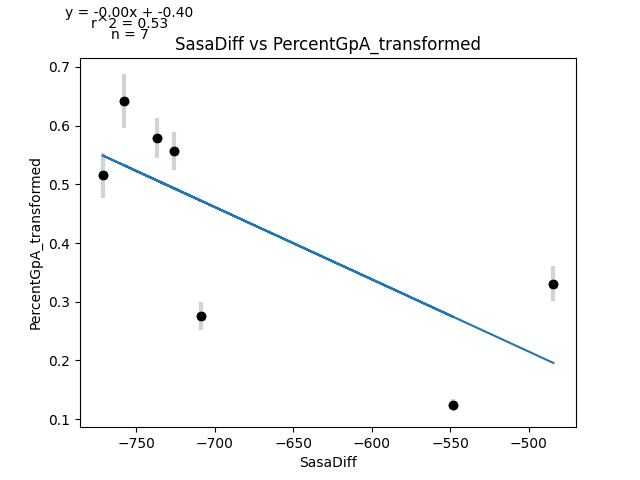 y = -0.00x + -0.40
r^2 = 0.53
n = 7
SasaDiff vs PercentGpA_transformed
PercentGpA_transformed
0.7
0.6
0.5
0.4
0.3
0.2
0.1
−750
−700
−650
−600
−550
−500
SasaDiff